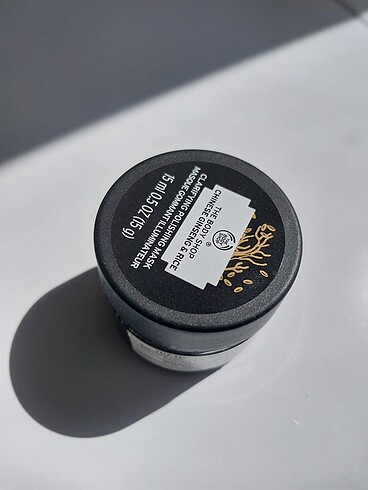 THE BODY SHOP
®
CHINESE GINSENG & RICE
CLARIFYING POLISHING MASK
MASQUE GOMMANT ILLUMINATEUR
15 ml 0.5 OZ (15 g)